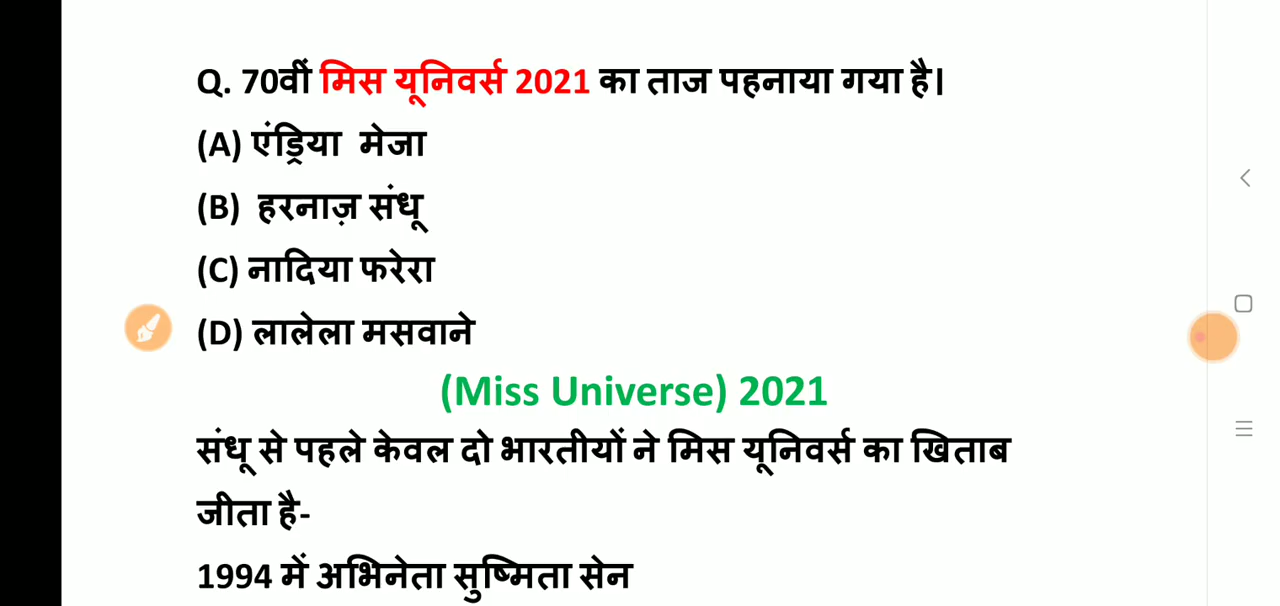 Q. 70वीं मिस यूनिवर्स 2021 का ताज पहनाया गया है।
(A) एंड्रिया मेजा
(B) हरनाज़ संधू
(C) नादिया फरेरा
(D) लालेला मसवाने
(Miss Universe) 2021
संधू से पहले केवल दो भारतीयों ने मिस यूनिवर्स का खिताब
जीता है-
1994 में अभिनेता सुष्मिता सेन